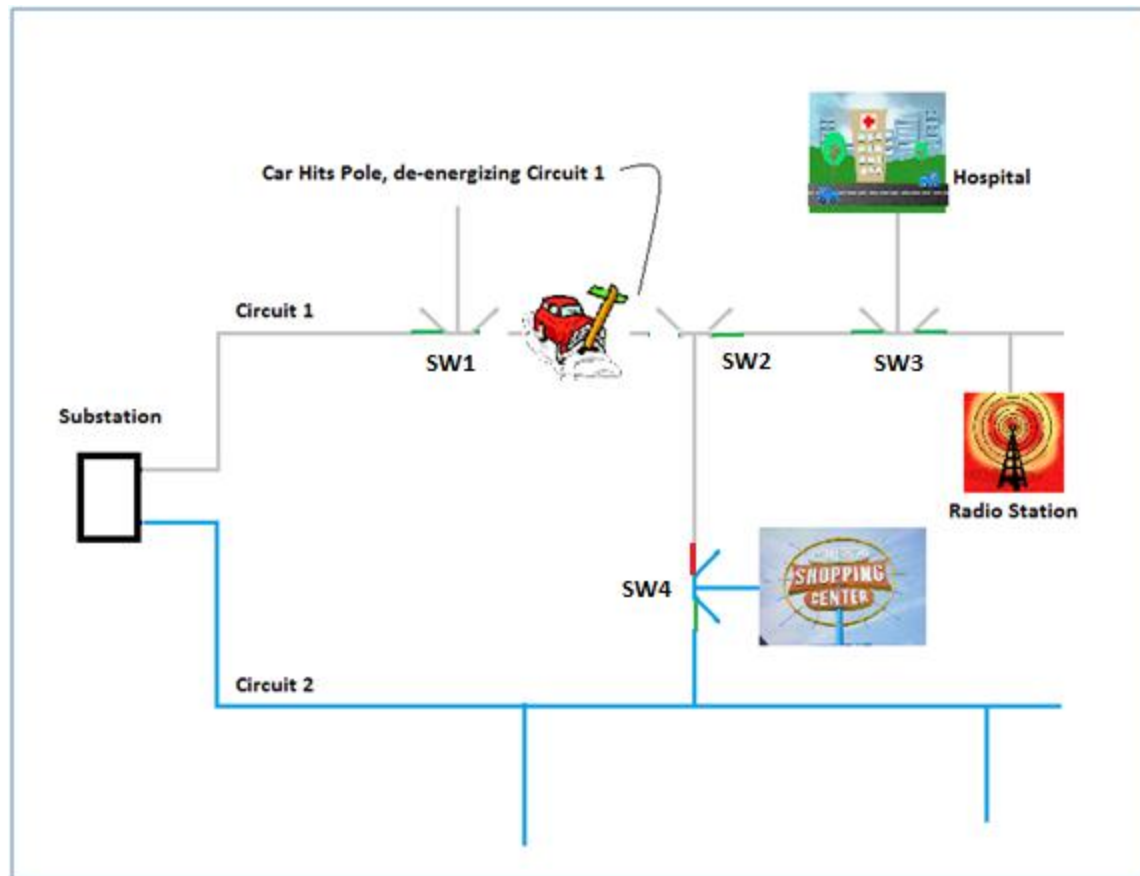 Car Hits Pole, de-energizing Circuit 1
Hospital
Circuit 1
SW1
SW2
SW3
Substation
Radio Station
SW4
SHOPPING
CENTER
Circuit 2